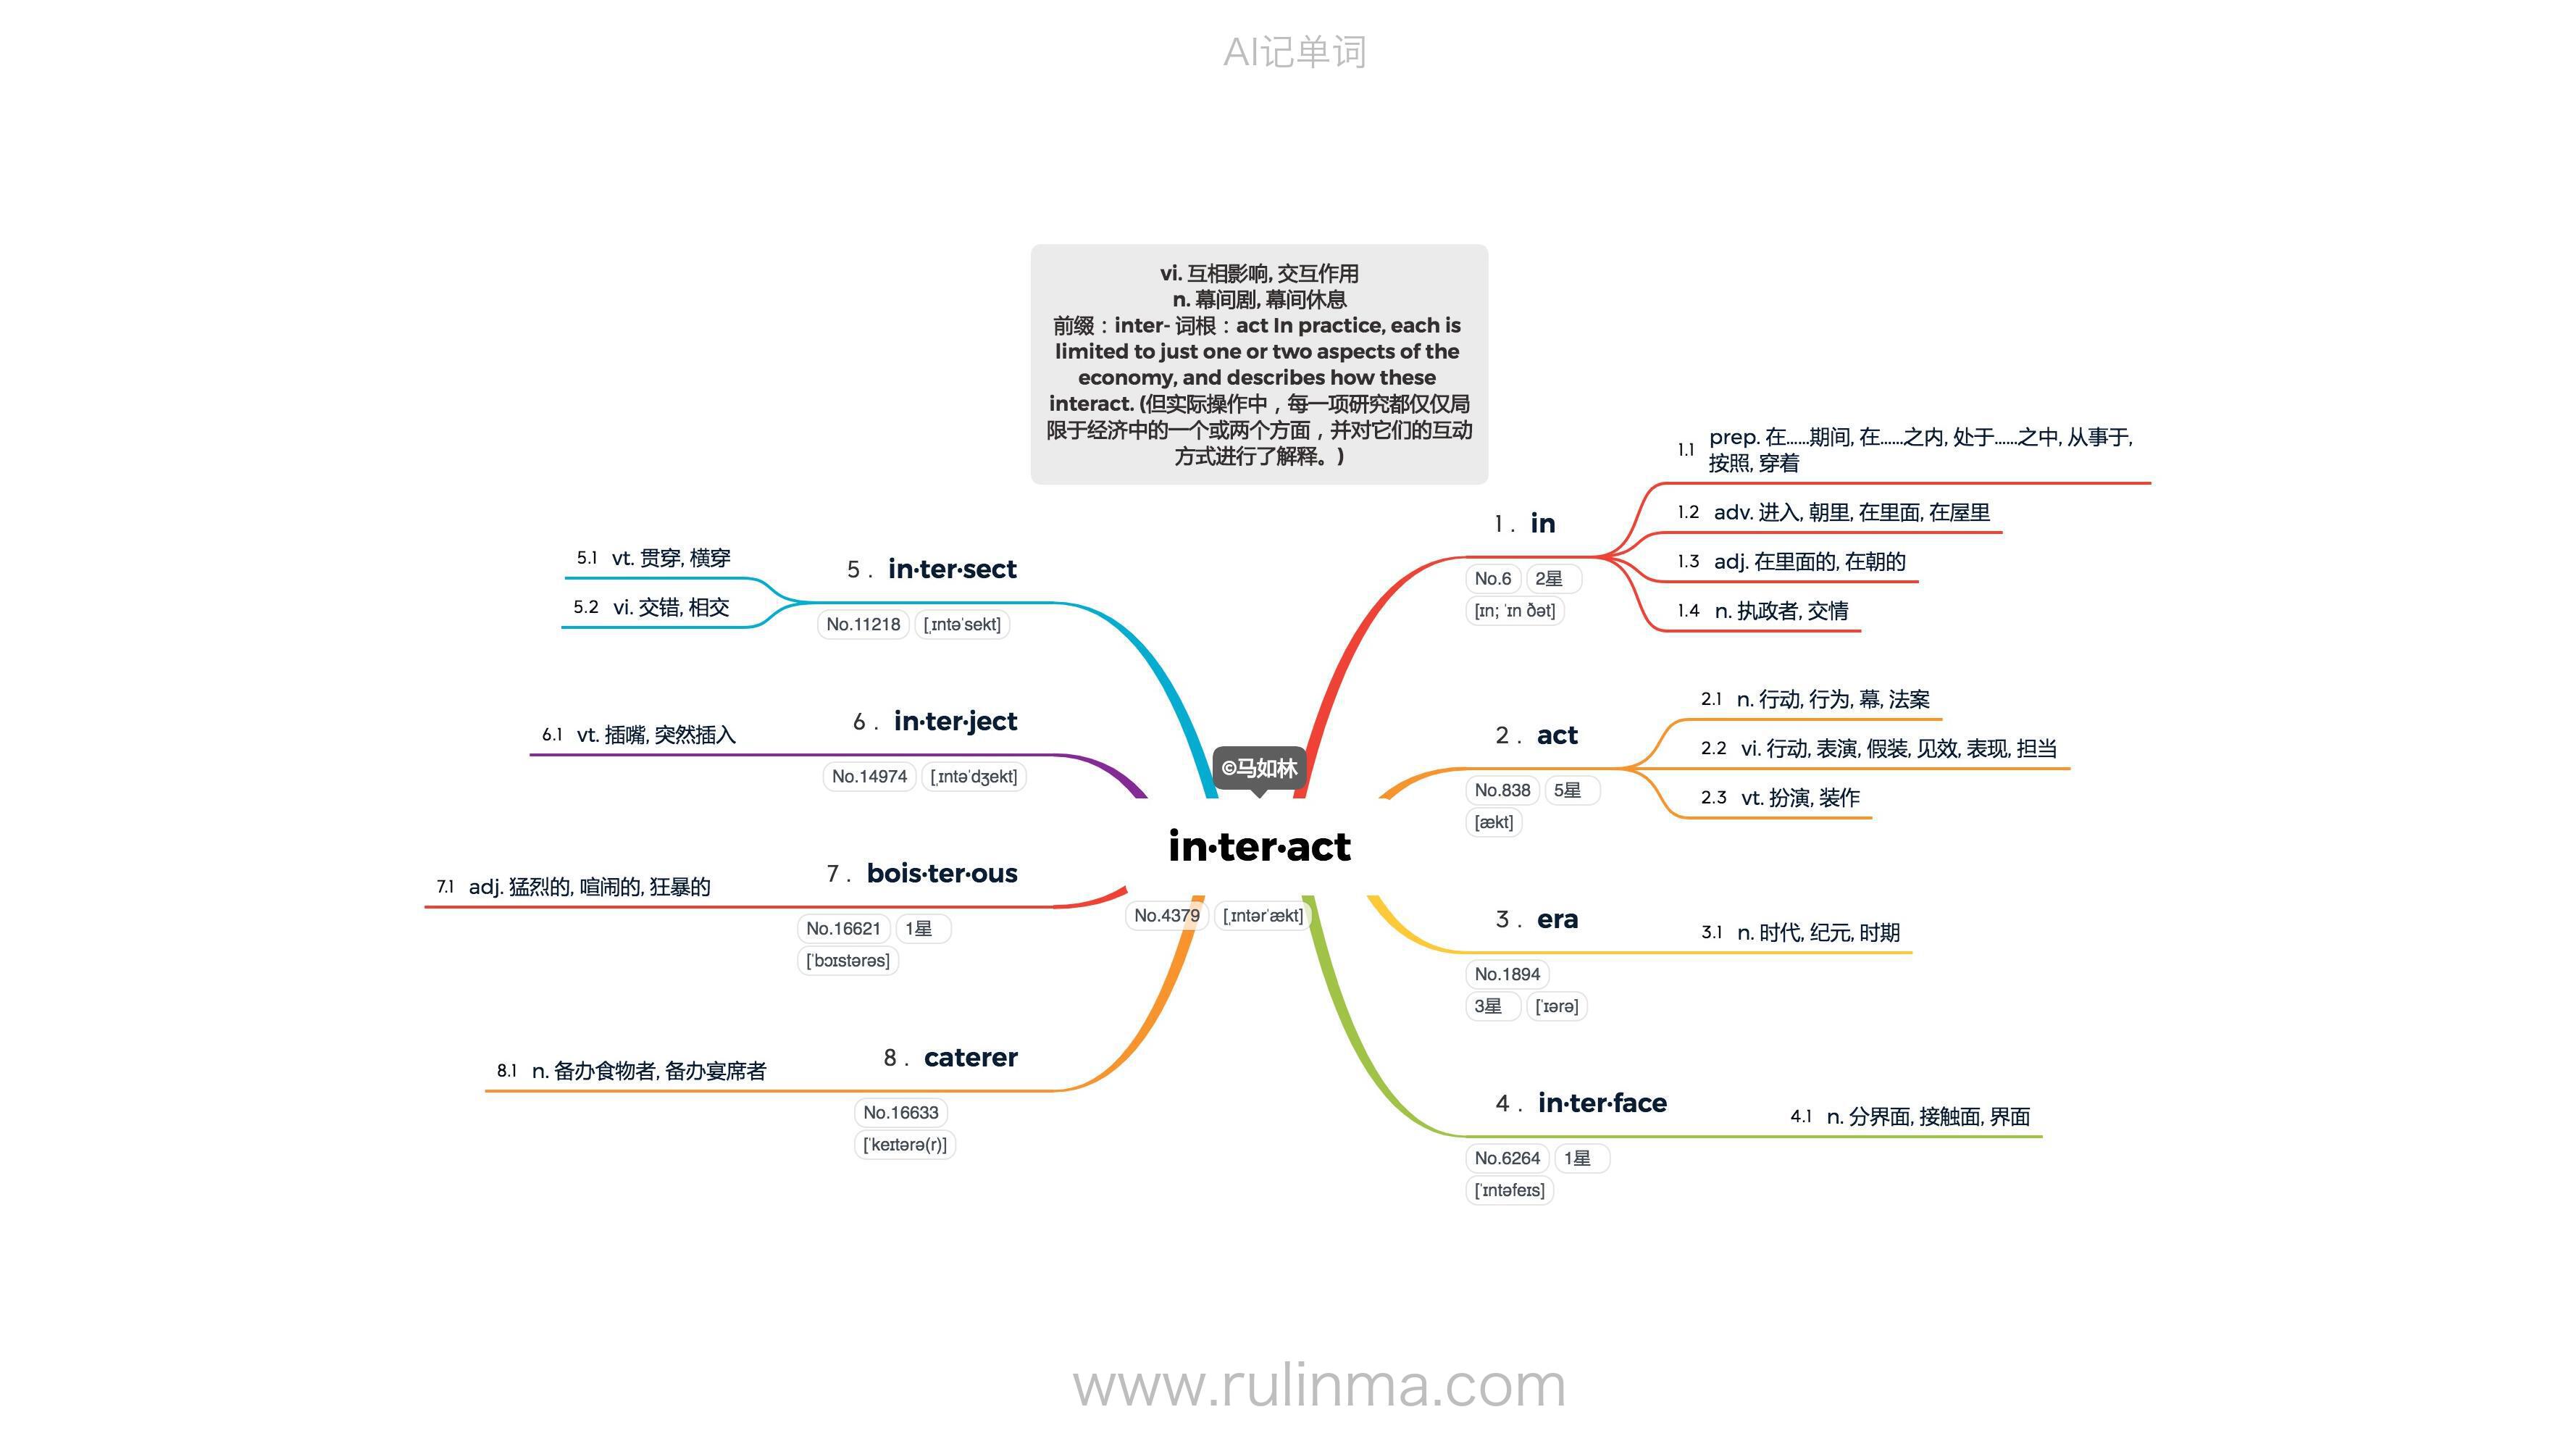 AI记单词
vi. 互相影响, 交互作用
n. 幕间剧, 幕间休息
前缀：inter- 词根：act In practice, each is
limited to just one or two aspects of the
economy, and describes how these
interact. (但实际操作中，每一项研究都仅仅局
限于经济中的一个或两个方面，并对它们的互动
方式进行了解释。)
©马如林
in·ter·act
No.4379 [ˌɪntərˈækt]
1. in
No.6 2星
[ɪn; ˈɪn ðət]
1.1 prep. 在……期间, 在……之内, 处于……之中, 从事于,
按照, 穿着
1.2 adv. 进入, 朝里, 在里面, 在屋里
1.3 adj. 在里面的, 在朝的
1.4 n. 执政者, 交情
2. act
No.838 5星
[ækt]
2.1 n. 行动, 行为, 幕, 法案
2.2 vi. 行动, 表演, 假装, 见效, 表现, 担当
2.3 vt. 扮演, 装作
3. era
No.1894
3星 [ˈɪərə]
3.1 n. 时代, 纪元, 时期
4. in·ter·face
No.6264 1星
[ˈɪntəfeɪs]
4.1 n. 分界面, 接触面, 界面
5. in·ter·sect
No.11218 [ˌɪntəˈsekt]
5.1 vt. 贯穿, 横穿
5.2 vi. 交错, 相交
6. in·ter·ject
No.14974 [ˌɪntəˈdʒekt]
6.1 vt. 插嘴, 突然插入
7. bois·ter·ous
No.16621 1星
[ˈbɔɪstərəs]
7.1 adj. 猛烈的, 喧闹的, 狂暴的
8. caterer
No.16633
[ˈkeɪtərə(r)]
8.1 n. 备办食物者, 备办宴席者
www.rulinma.com